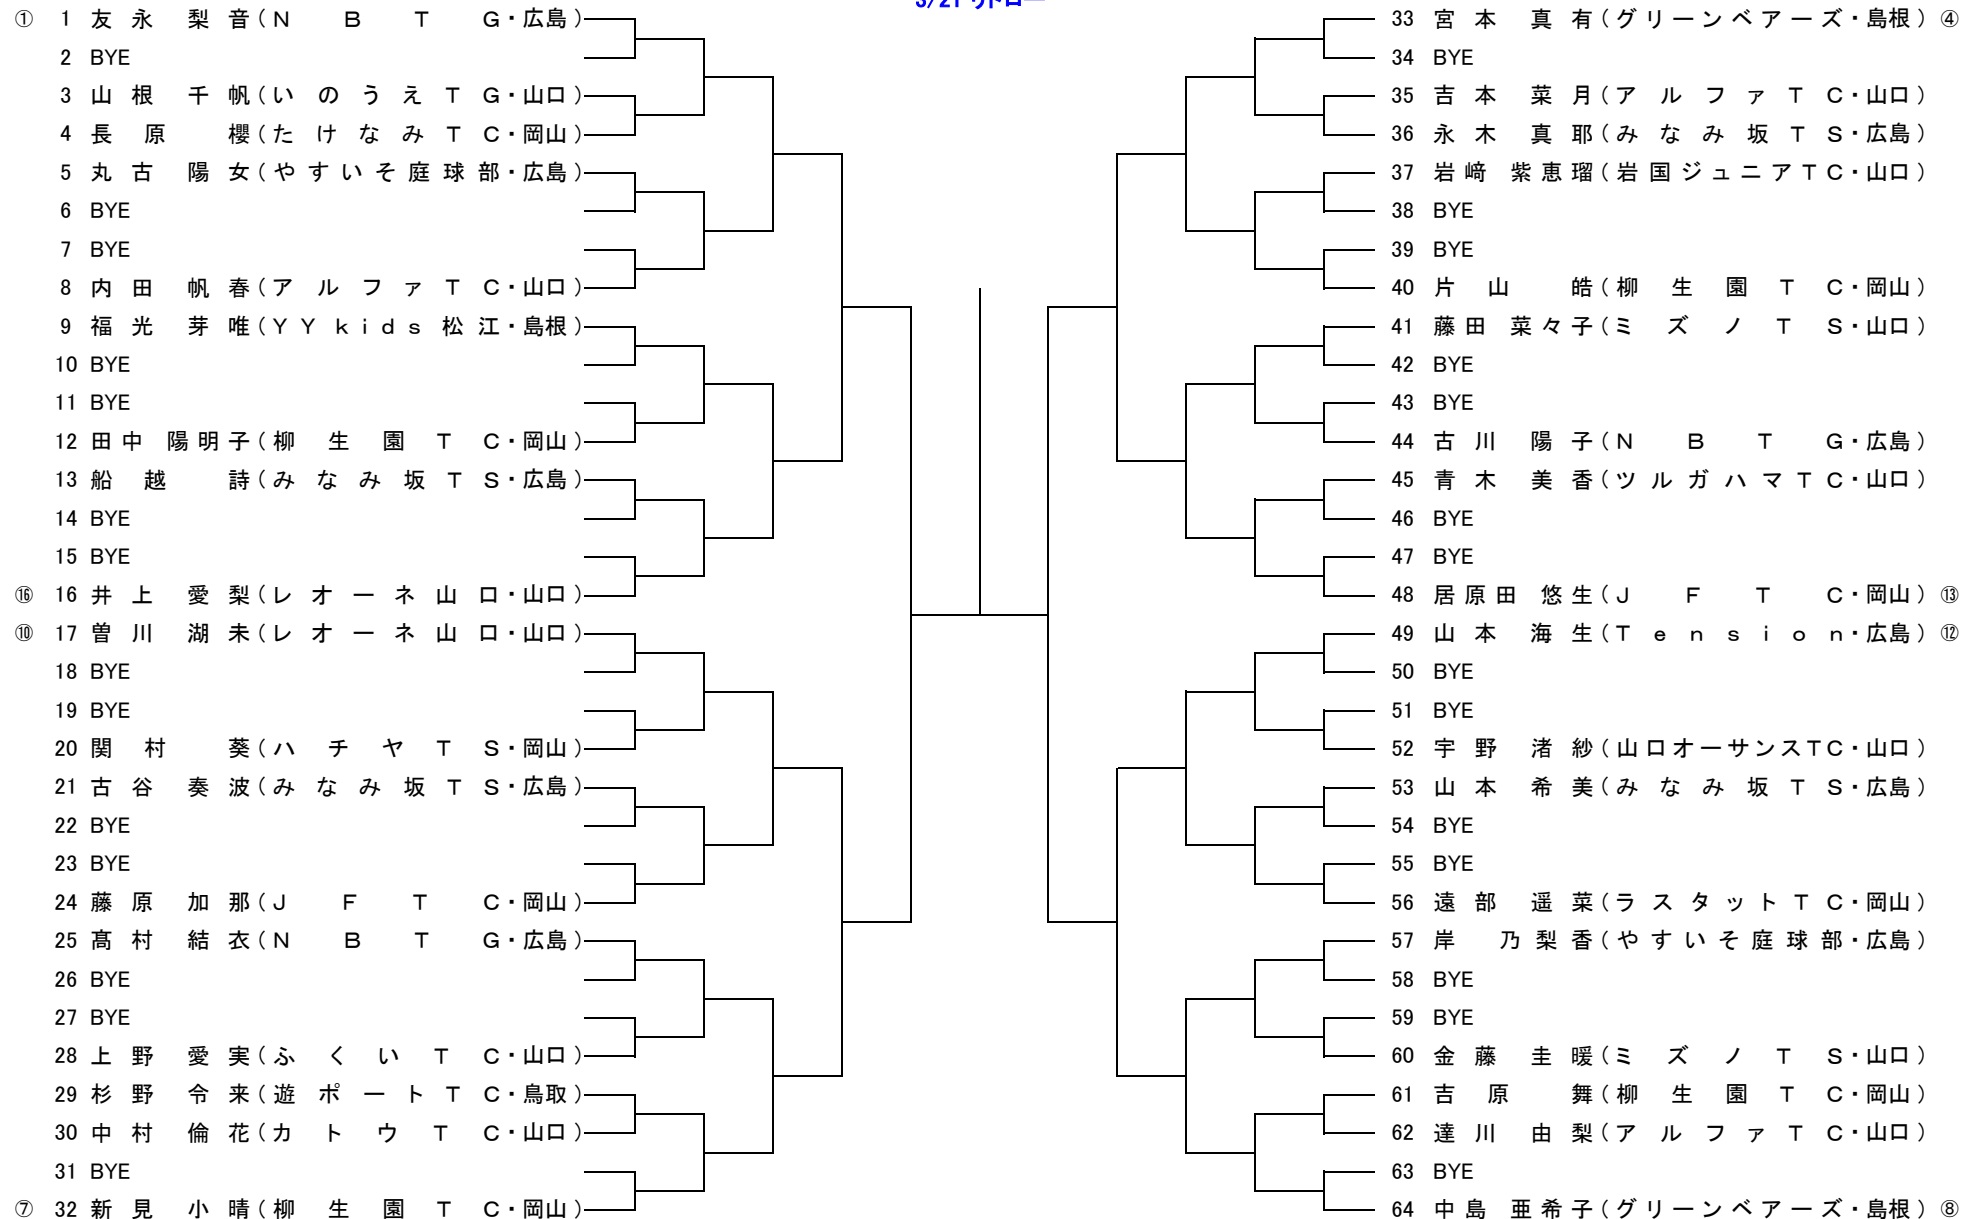 3/21 リドロー
① 1 友永 梨音(NBTG・広島)
2 BYE
3 山根 千帆(いのうえTG・山口)
4 長原 櫻(たけなみTC・岡山)
5 丸古 陽女(やすいそ庭球部・広島)
6 BYE
7 BYE
8 内田 帆春(アルファTC・山口)
9 福光 芽唯(YYkids松江・島根)
10 BYE
11 BYE
12 田中 陽明子(柳生園TC・岡山)
13 船越 詩(みなみ坂TS・広島)
14 BYE
15 BYE
⑯ 16 井上 愛梨(レオーネ山口・山口)
⑩ 17 曽川 湖未(レオーネ山口・山口)
18 BYE
19 BYE
20 関村 葵(ハチヤTS・岡山)
21 古谷 奏波(みなみ坂TS・広島)
22 BYE
23 BYE
24 藤原 加那(JFTC・岡山)
25 髙村 結衣(NBTG・広島)
26 BYE
27 BYE
28 上野 愛実(ふくいTC・山口)
29 杉野 令来(遊ポートTC・鳥取)
30 中村 倫花(カトウTC・山口)
31 BYE
⑦ 32 新見 小晴(柳生園TC・岡山)
33 宮本 真有(グリーンベアーズ・島根) ④
34 BYE
35 吉本 菜月(アルファTC・山口)
36 永木 真耶(みなみ坂TS・広島)
37 岩﨑 紫恵瑠(岩国ジュニアTC・山口)
38 BYE
39 BYE
40 片山 皓(柳生園TC・岡山)
41 藤田 菜々子(ミズノTS・山口)
42 BYE
43 BYE
44 古川 陽子(NBTG・広島)
45 青木 美香(ツルガハマTC・山口)
46 BYE
47 BYE
48 居原田 悠生(JFTC・岡山) ⑬
49 山本 海生(Tension・広島) ⑫
50 BYE
51 BYE
52 宇野 渚紗(山口オーサンスTC・山口)
53 山本 希美(みなみ坂TS・広島)
54 BYE
55 BYE
56 遠部 遥菜(ラスタットTC・岡山)
57 岸 乃梨香(やすいそ庭球部・広島)
58 BYE
59 BYE
60 金藤 圭暖(ミズノTS・山口)
61 吉原 舞(柳生園TC・岡山)
62 達川 由梨(アルファTC・山口)
63 BYE
64 中島 亜希子(グリーンベアーズ・島根) ⑧